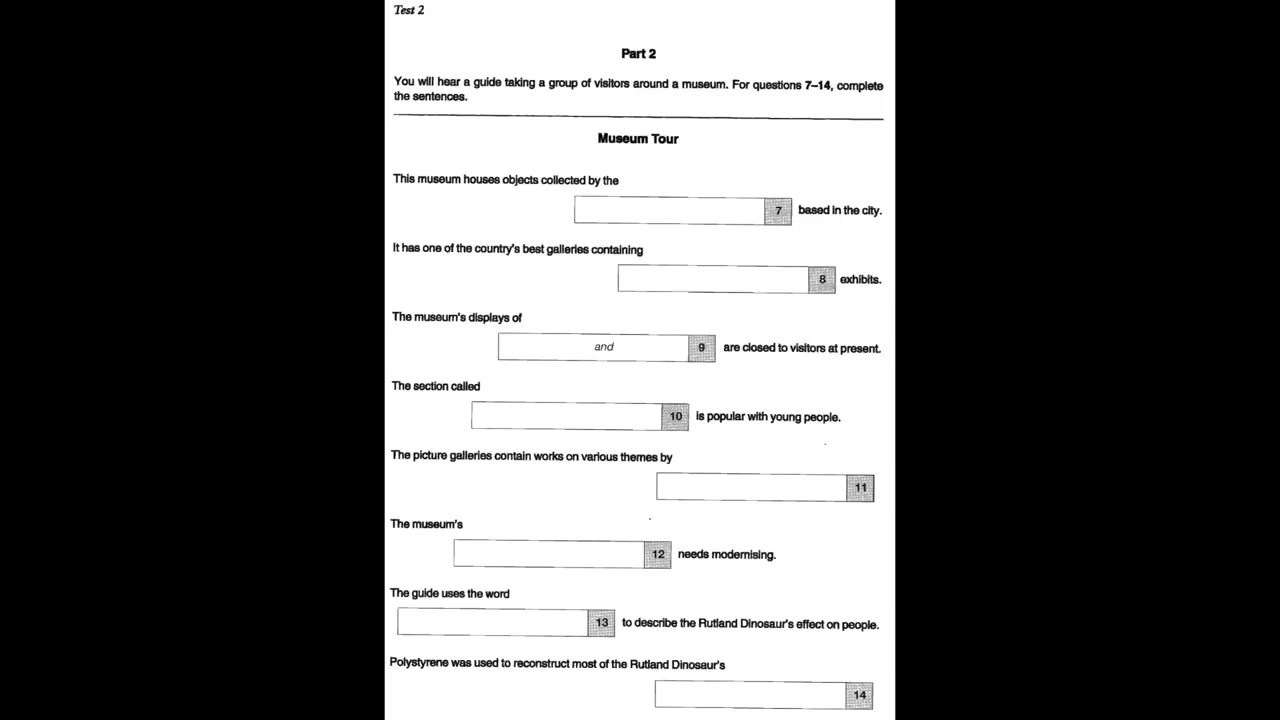 Test 2
Part 2
You will hear a guide taking a group of visitors around a museum. For questions 7–14, complete
the sentences.
Museum Tour
This museum houses objects collected by the
7 based in the city.
It has one of the country's best galleries containing
8 exhibits.
The museum's displays of
and 9 are closed to visitors at present.
The section called
10 is popular with young people.
The picture galleries contain works on various themes by
11
The museum's
12 needs modernising.
The guide uses the word
13 to describe the Rutland Dinosaur's effect on people.
Polystyrene was used to reconstruct most of the Rutland Dinosaur's
14